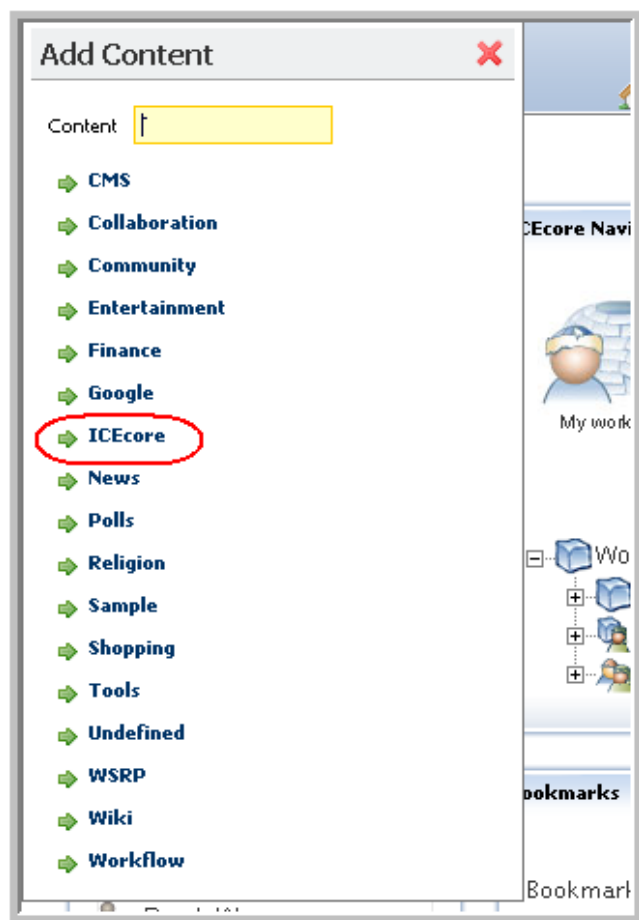 Add Content
Content
CMS
Collaboration
Community
Entertainment
Finance
Google
ICEcore
News
Polls
Religion
Sample
Shopping
Tools
Undefined
WSRP
Wiki
Workflow
CEcore Navi
My work
Wo
ookmarks
Bookmark